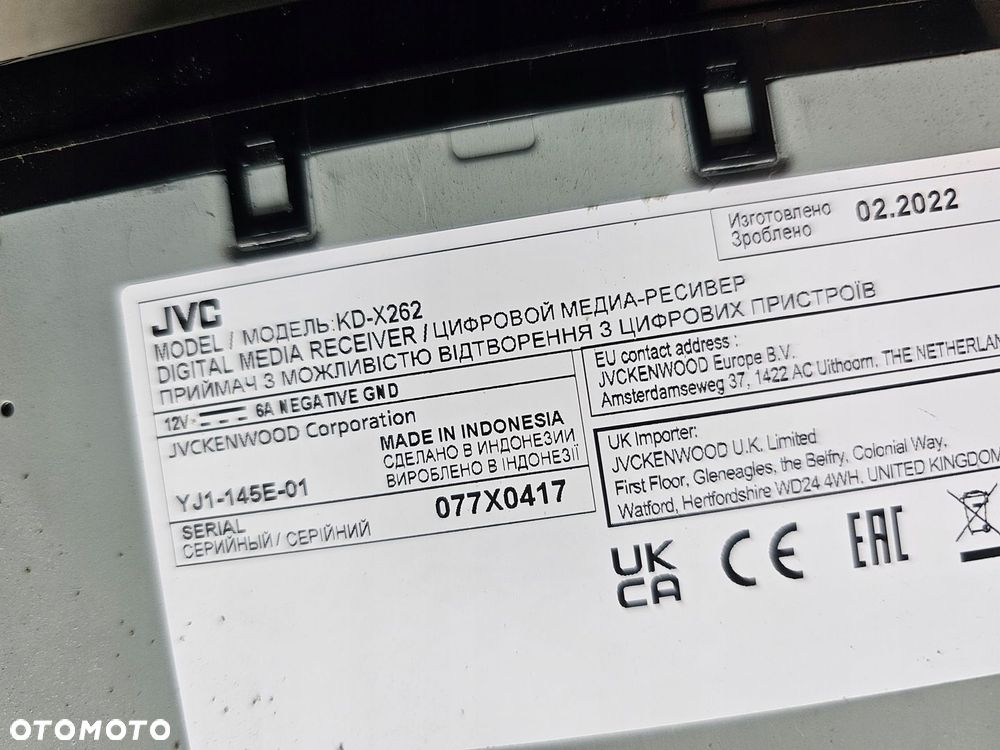 Изготовлено
Зроблено
02.2022
JVC
MODEL / МОДЕЛЬ:KD-X262
DIGITAL MEDIA RECEIVER / ЦИФРОВОЙ МЕДИА-РЕСИВЕР
ПРИЙМАЧ З МОЖЛИВІСТЮ ВІДТВОРЕННЯ З ЦИФРОВИХ ПРИСТРОЇВ
12V 6A NEGATIVE GND
JVCKENWOOD Corporation
MADE IN INDONESIA
СДЕЛАНО В ИНДОНЕЗИИ
ВИРОБЛЕНО В ІНДОНЕЗІЇ
YJ1-145E-01
SERIAL
СЕРИЙНЫЙ / СЕРІЙНИЙ
077X0417
EU contact address :
JVCKENWOOD Europe B.V.
Amsterdamseweg 37, 1422 AC Uithoorn, THE NETHERLAN
UK Importer:
JVCKENWOOD U.K. Limited
First Floor, Gleneagles, the Belfry, Colonial Way,
Watford, Hertfordshire WD24 4WH, UNITED KINGDOM
UK
CA
CE
EAC
OTOMOTO